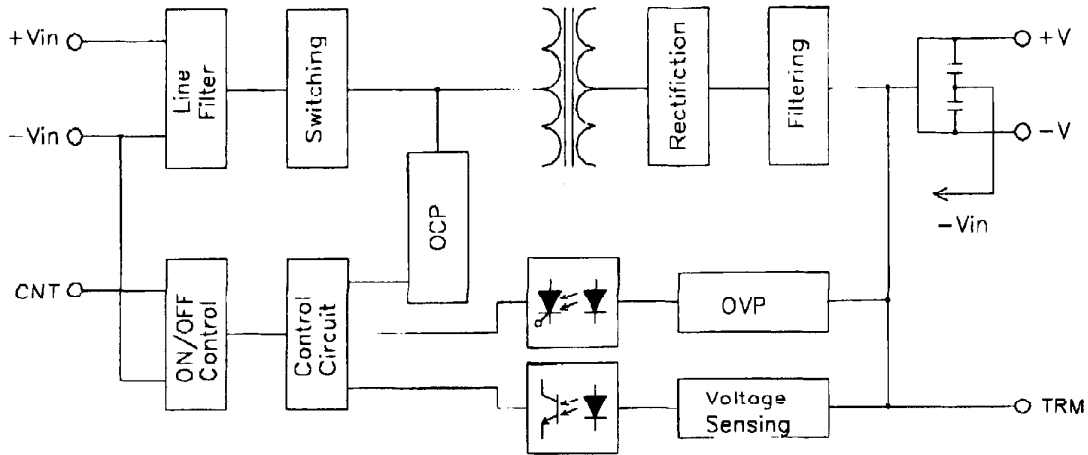 +Vin
-Vin
Line
Filter
Switching
Rectifiction
Filtering
+V
-V
-Vin
OCP
CNT
ON/OFF
Control
Control
Circuit
OVP
Voltage
Sensing
TRM